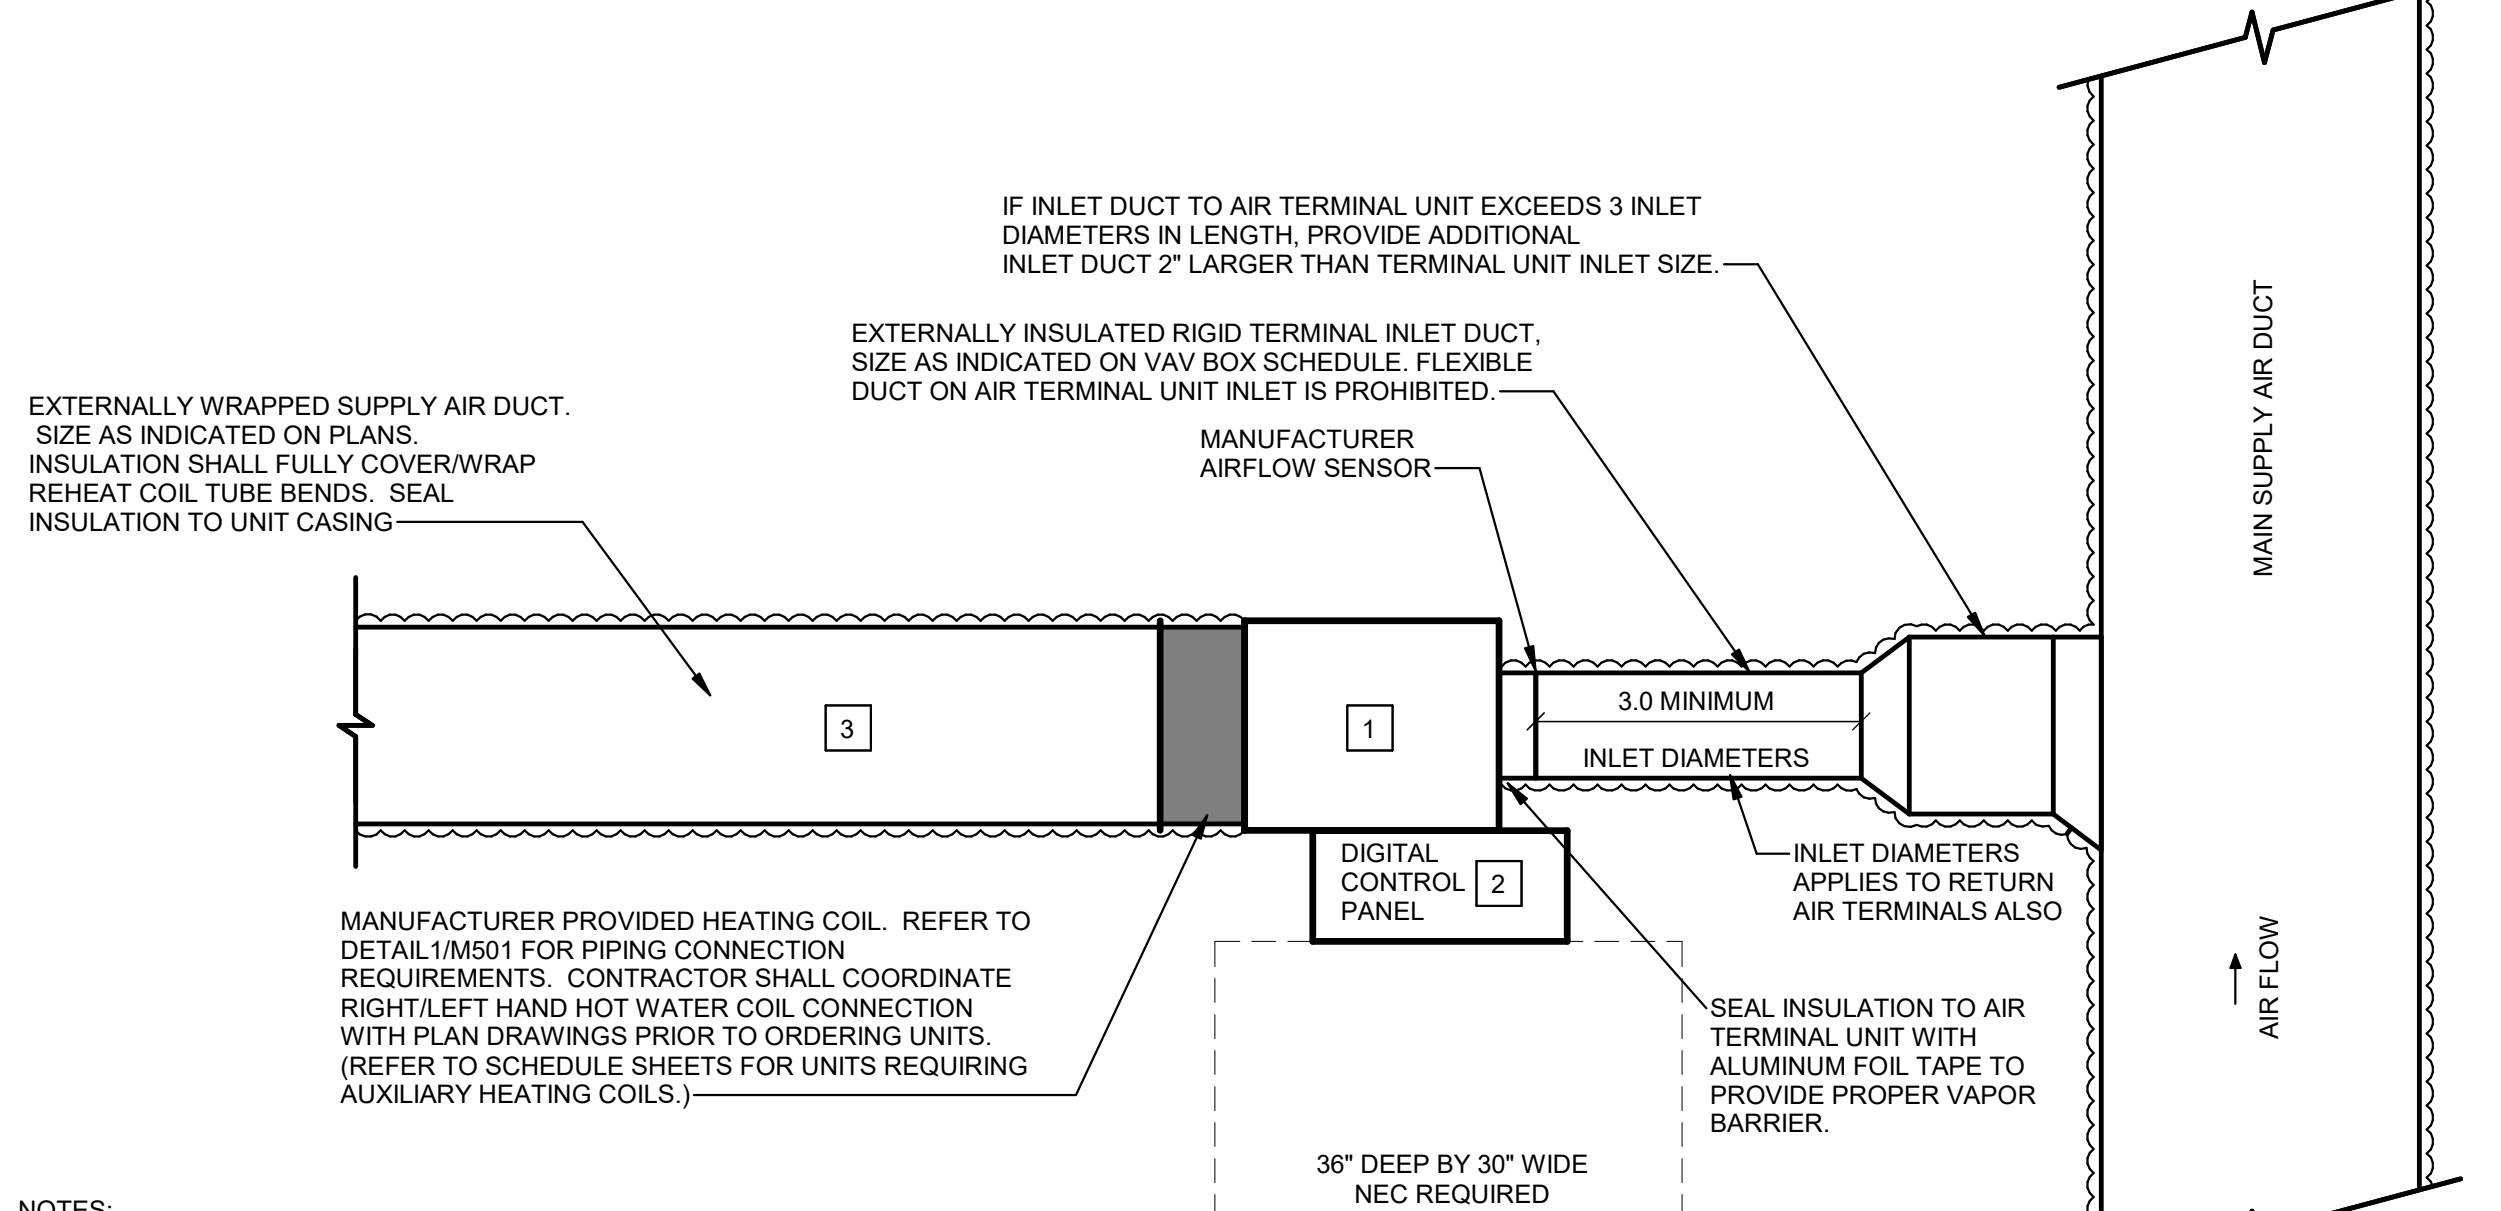 IF INLET DUCT TO AIR TERMINAL UNIT EXCEEDS 3 INLET
DIAMETERS IN LENGTH, PROVIDE ADDITIONAL
INLET DUCT 2" LARGER THAN TERMINAL UNIT INLET SIZE.
EXTERNALLY INSULATED RIGID TERMINAL INLET DUCT,
SIZE AS INDICATED ON VAV BOX SCHEDULE. FLEXIBLE
DUCT ON AIR TERMINAL UNIT INLET IS PROHIBITED.
MANUFACTURER
AIRFLOW SENSOR
EXTERNALLY WRAPPED SUPPLY AIR DUCT.
SIZE AS INDICATED ON PLANS.
INSULATION SHALL FULLY COVER/WRAP
REHEAT COIL TUBE BENDS. SEAL
INSULATION TO UNIT CASING
MAIN SUPPLY AIR DUCT
3
1
3.0 MINIMUM
INLET DIAMETERS
DIGITAL
CONTROL
PANEL
2
INLET DIAMETERS
APPLIES TO RETURN
AIR TERMINALS ALSO
MANUFACTURER PROVIDED HEATING COIL. REFER TO
DETAIL1/M501 FOR PIPING CONNECTION
REQUIREMENTS. CONTRACTOR SHALL COORDINATE
RIGHT/LEFT HAND HOT WATER COIL CONNECTION
WITH PLAN DRAWINGS PRIOR TO ORDERING UNITS.
(REFER TO SCHEDULE SHEETS FOR UNITS REQUIRING
AUXILIARY HEATING COILS.)
SEAL INSULATION TO AIR
TERMINAL UNIT WITH
ALUMINUM FOIL TAPE TO
PROVIDE PROPER VAPOR
BARRIER.
AIR FLOW
36" DEEP BY 30" WIDE
NEC REQUIRED
NOTES: